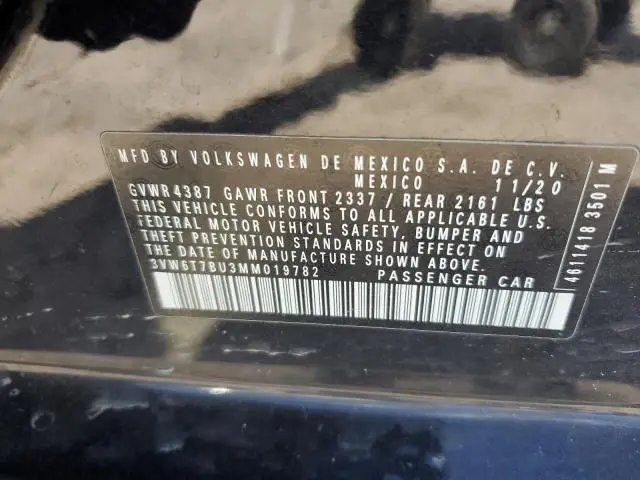 MFD BY VOLKSWAGEN DE MEXICO S.A. DE C.V.
MEXICO 11/20
GVWR 4387 GAWR FRONT 2337 / REAR 2161 LBS
THIS VEHICLE CONFORMS TO ALL APPLICABLE U.S.
FEDERAL MOTOR VEHICLE SAFETY, BUMPER AND
THEFT PREVENTION STANDARDS IN EFFECT ON
THE DATE OF MANUFACTURE SHOWN ABOVE.
3VW6T7BU3MM019782 PASSENGER CAR
4611418 3501 M